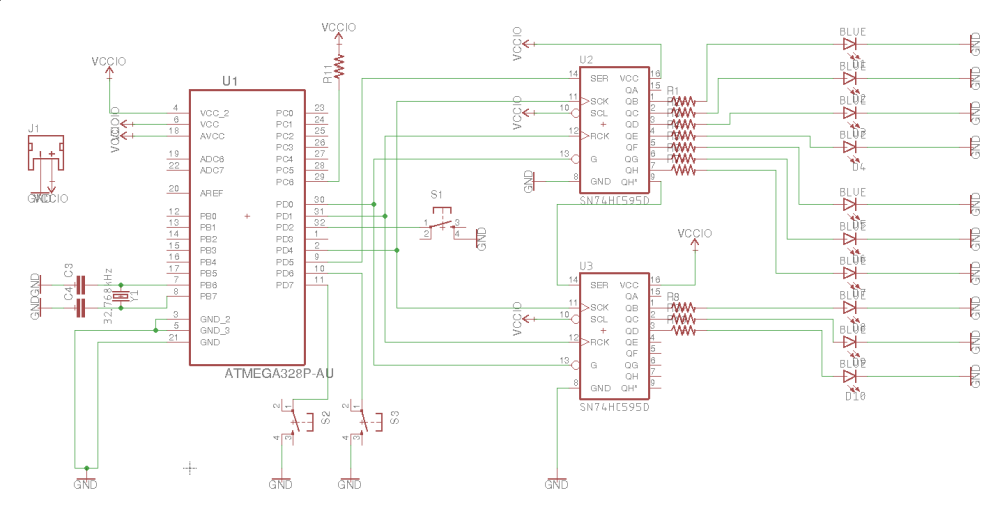 VCCIO
VCCIO
VCCIO
U1
R11
U2
BLUE
GND
J1
4 VCC_2
6 VCC
18 AVCC
19 ADC6
22 ADC7
20 AREF
12 PB0
13 PB1
14 PB2
15 PB3
16 PB4
17 PB5
7 PB6
8 PB7
3 GND_2
5 GND_3
21 GND
PC0 23
PC1 24
PC2 25
PC3 26
PC4 27
PC5 28
PC6 29
PD0 30
PD1 31
PD2 32
PD3 1
PD4 2
PD5 9
PD6 10
PD7 11
ATMEGA328P-AU
GND
GND
C3
C4
32.768kHz
Y1
GND
S1
1
2
3
4
GND
S2
1
2
3
4
GND
S3
1
2
3
4
GND
14 SER
11 SCK
10 SCL
12 RCK
13 G
8 GND
VCC 16
QA 15
QB 1
QC 2
QD 3
QE 4
QF 5
QG 6
QH 7
QH* 9
SN74HC595D
VCCIO
GND
R1
BLUE
GND
BLUE
GND
BLUE
D4
GND
BLUE
GND
BLUE
GND
BLUE
GND
VCCIO
U3
14 SER
11 SCK
10 SCL
12 RCK
13 G
8 GND
VCC 16
QA 15
QB 1
QC 2
QD 3
QE 4
QF 5
QG 6
QH 7
QH* 9
SN74HC595D
VCCIO
GND
R8
BLUE
GND
BLUE
GND
BLUE
D10
GND